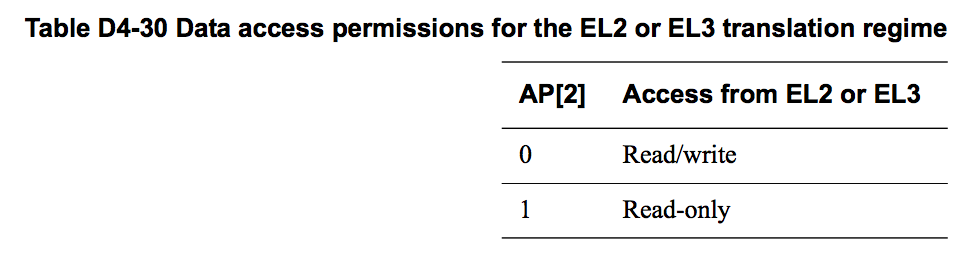 Table D4-30 Data access permissions for the EL2 or EL3 translation regime
AP[2] Access from EL2 or EL3
0 Read/write
1 Read-only